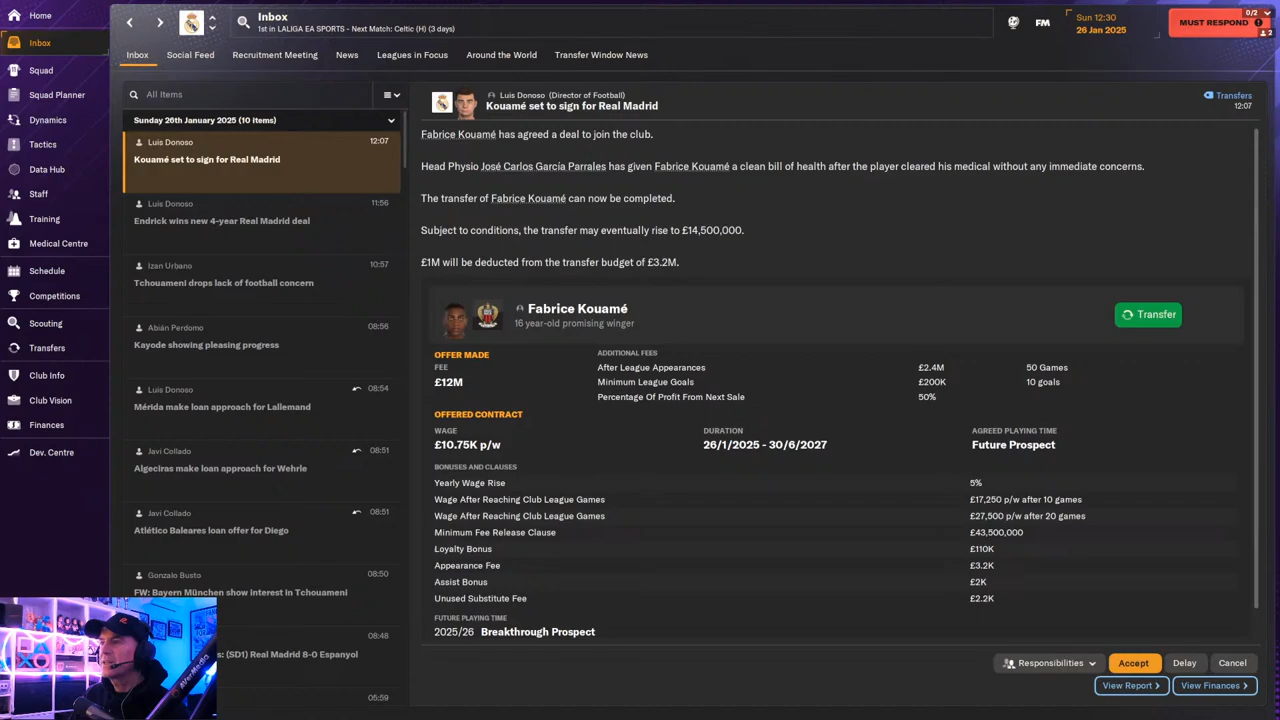 Home
Inbox
Squad
Squad Planner
Dynamics
Tactics
Data Hub
Staff
Training
Medical Centre
Schedule
Competitions
Scouting
Transfers
Club Info
Club Vision
Finances
Dev. Centre
Inbox
1st in LALIGA EA SPORTS - Next Match: Celtic (H) (3 days)
FM
Sun 12:30
26 Jan 2025
MUST RESPOND
0/2
2
Inbox
Social Feed
Recruitment Meeting
News
Leagues in Focus
Around the World
Transfer Window News
All Items
Sunday 26th January 2025 (10 items)
Luis Donoso 12:07
Kouamé set to sign for Real Madrid
Luis Donoso 11:56
Endrick wins new 4-year Real Madrid deal
Izan Urbano 10:57
Tchouameni drops lack of football concern
Abián Perdomo 08:56
Kayode showing pleasing progress
Luis Donoso 08:54
Mérida make loan approach for Lallemand
Javi Collado 08:51
Algeciras make loan approach for Wehrle
Javi Collado 08:51
Atlético Baleares loan offer for Diego
Gonzalo Busto 08:50
FW: Bayern München show interest in Tchouameni
08:48
: (SD1) Real Madrid 8-0 Espanyol
05:59
Luis Donoso (Director of Football)
Kouamé set to sign for Real Madrid
Transfers
12:07
Fabrice Kouamé has agreed a deal to join the club.
Head Physio José Carlos García Parrales has given Fabrice Kouamé a clean bill of health after the player cleared his medical without any immediate concerns.
The transfer of Fabrice Kouamé can now be completed.
Subject to conditions, the transfer may eventually rise to £14,500,000.
£1M will be deducted from the transfer budget of £3.2M.
Fabrice Kouamé
16 year-old promising winger
Transfer
OFFER MADE
FEE
£12M
ADDITIONAL FEES
After League Appearances £2.4M 50 Games
Minimum League Goals £200K 10 goals
Percentage Of Profit From Next Sale 50%
OFFERED CONTRACT
WAGE DURATION AGREED PLAYING TIME
£10.75K p/w 26/1/2025 - 30/6/2027 Future Prospect
BONUSES AND CLAUSES
Yearly Wage Rise 5%
Wage After Reaching Club League Games £17,250 p/w after 10 games
Wage After Reaching Club League Games £27,500 p/w after 20 games
Minimum Fee Release Clause £43,500,000
Loyalty Bonus £110K
Appearance Fee £3.2K
Assist Bonus £2K
Unused Substitute Fee £2.2K
FUTURE PLAYING TIME
2025/26 Breakthrough Prospect
Responsibilities
Accept
Delay
Cancel
View Report
View Finances
AVerMedia